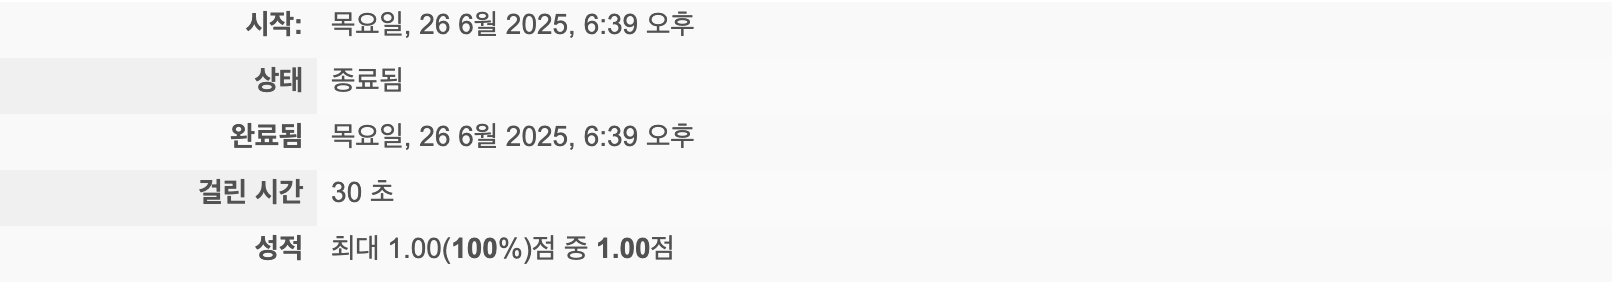 시작: 목요일, 26 6월 2025, 6:39 오후
상태 종료됨
완료됨 목요일, 26 6월 2025, 6:39 오후
걸린 시간 30 초
성적 최대 1.00(100%)점 중 1.00점